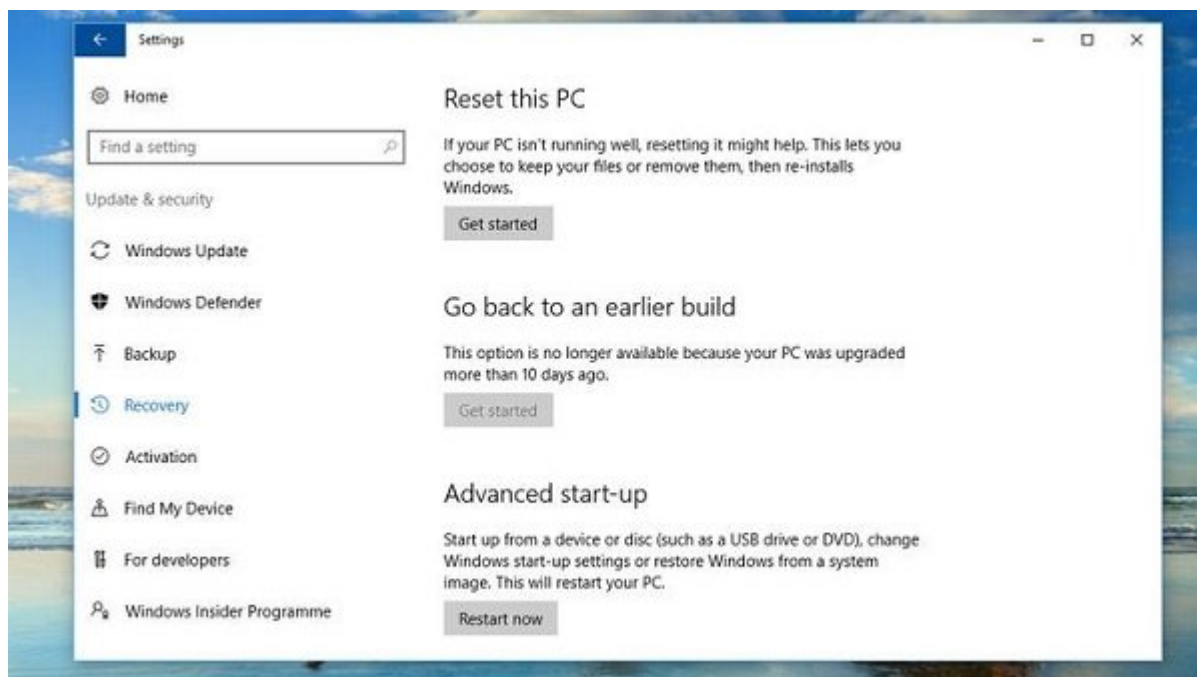 Settings
Home
Find a setting
Update & security
Windows Update
Windows Defender
Backup
Recovery
Activation
Find My Device
For developers
Windows Insider Programme
Reset this PC
If your PC isn't running well, resetting it might help. This lets you
choose to keep your files or remove them, then re-installs
Windows.
Get started
Go back to an earlier build
This option is no longer available because your PC was upgraded
more than 10 days ago.
Get started
Advanced start-up
Start up from a device or disc (such as a USB drive or DVD), change
Windows start-up settings or restore Windows from a system
image. This will restart your PC.
Restart now